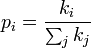 p_i = \frac{k_i}{\sum_j k_j}